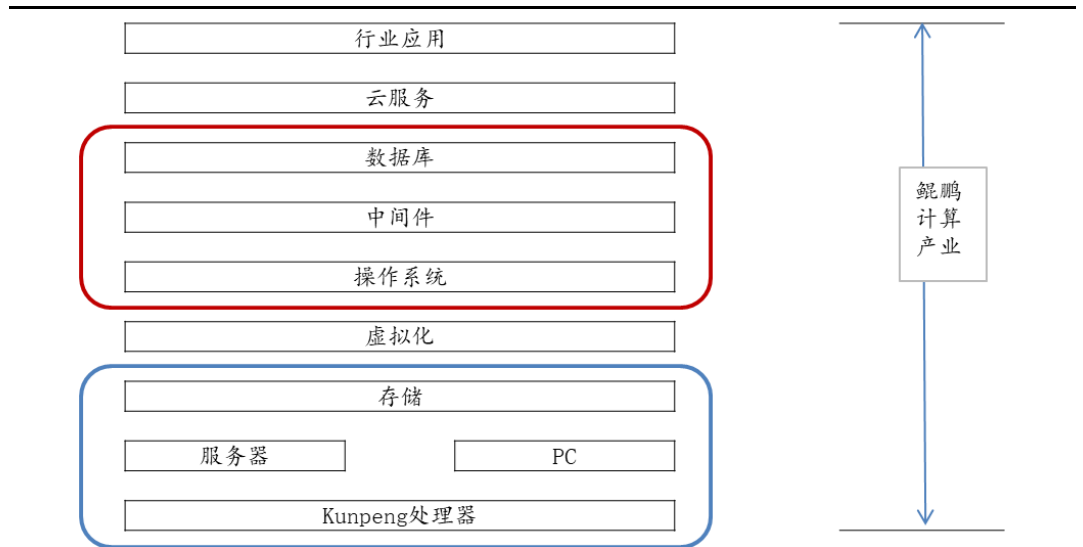 行业应用
云服务
数据库
中间件
操作系统
虚拟化
存储
服务器
PC
Kunpeng处理器
鲲鹏
计算
产业